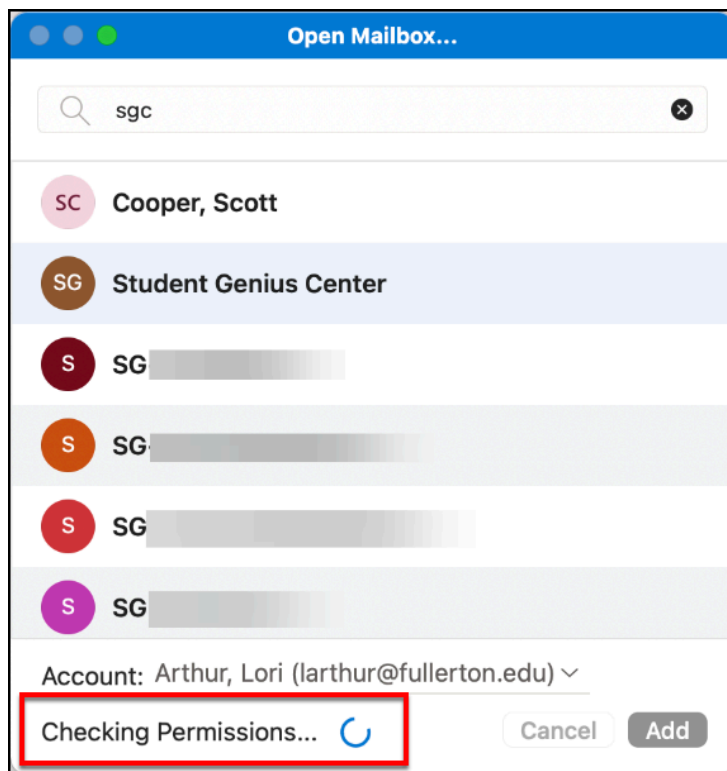 Open Mailbox...
sgc
SC Cooper, Scott
SG Student Genius Center
S SG
S SG-
S SG
S SG
Account: Arthur, Lori (larthur@fullerton.edu)
Checking Permissions... Cancel Add